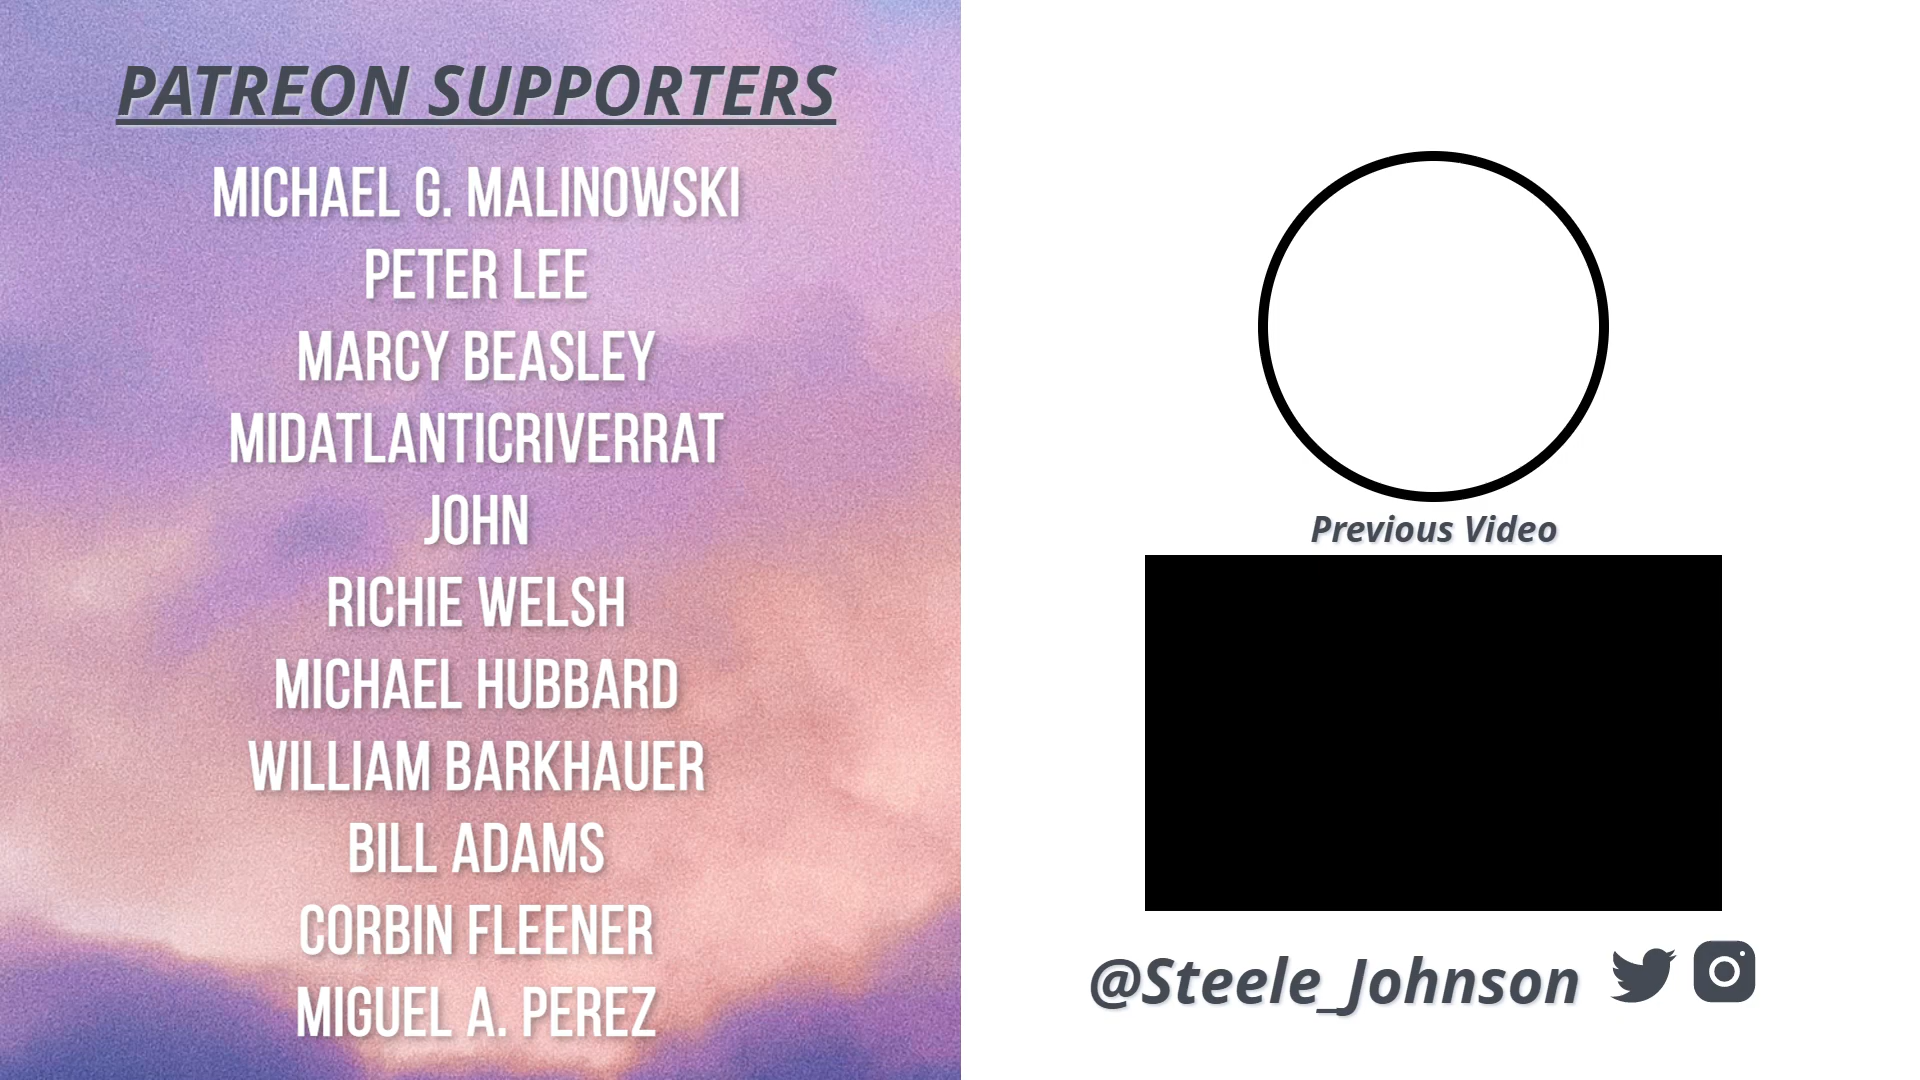 PATREON SUPPORTERS
MICHAEL G. MALINOWSKI
PETER LEE
MARCY BEASLEY
MIDATLANTICRIVERRAT
JOHN
RICHIE WELSH
MICHAEL HUBBARD
WILLIAM BARKHAUER
BILL ADAMS
CORBIN FLEENER
MIGUEL A. PEREZ
Previous Video
@Steele_Johnson